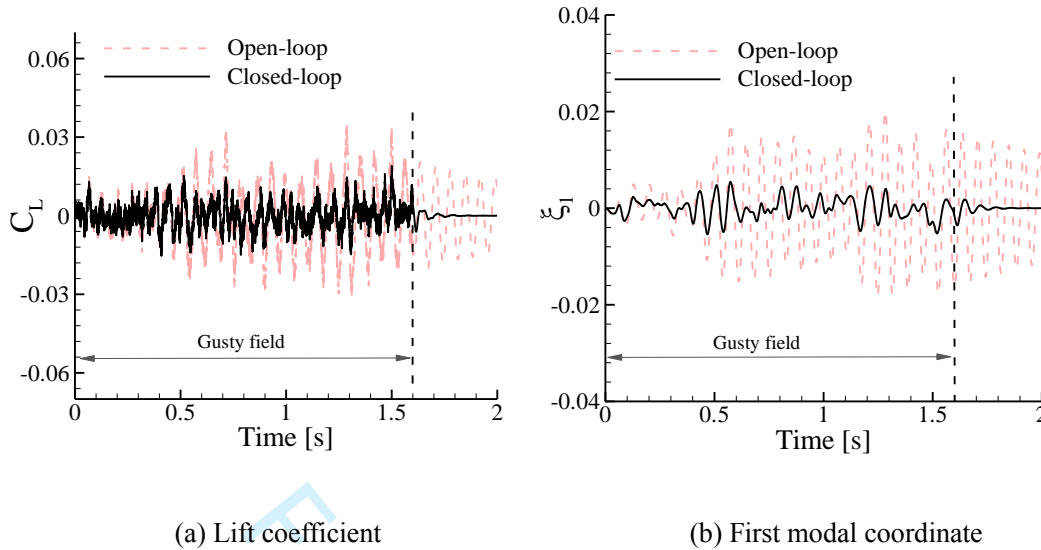 Open-loop
Closed-loop
0.06
0.03
0
-0.03
-0.06
C_L
Gusty field
0
0.5
1
1.5
2
Time [s]
(a) Lift coefficient
Open-loop
Closed-loop
0.04
0.02
0
-0.02
-0.04
ξ1
Gusty field
0
0.5
1
1.5
2
Time [s]
(b) First modal coordinate